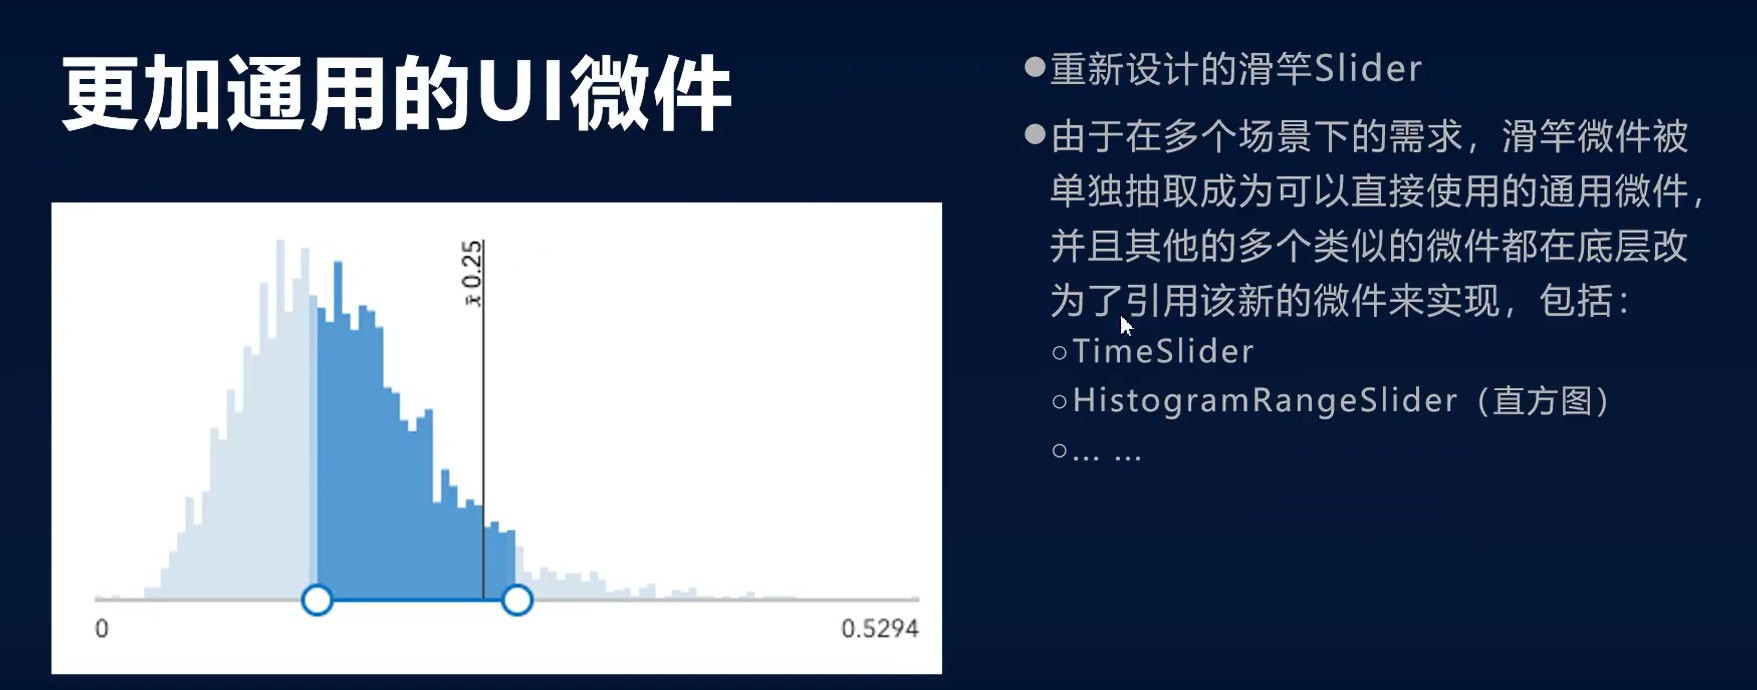 更加通用的UI微件
x̄ 0.25
0
0.5294
●重新设计的滑竿Slider
●由于在多个场景下的需求，滑竿微件被
单独抽取成为可以直接使用的通用微件，
并且其他的多个类似的微件都在底层改
为了引用该新的微件来实现，包括：
○TimeSlider
○HistogramRangeSlider（直方图）
○... ...